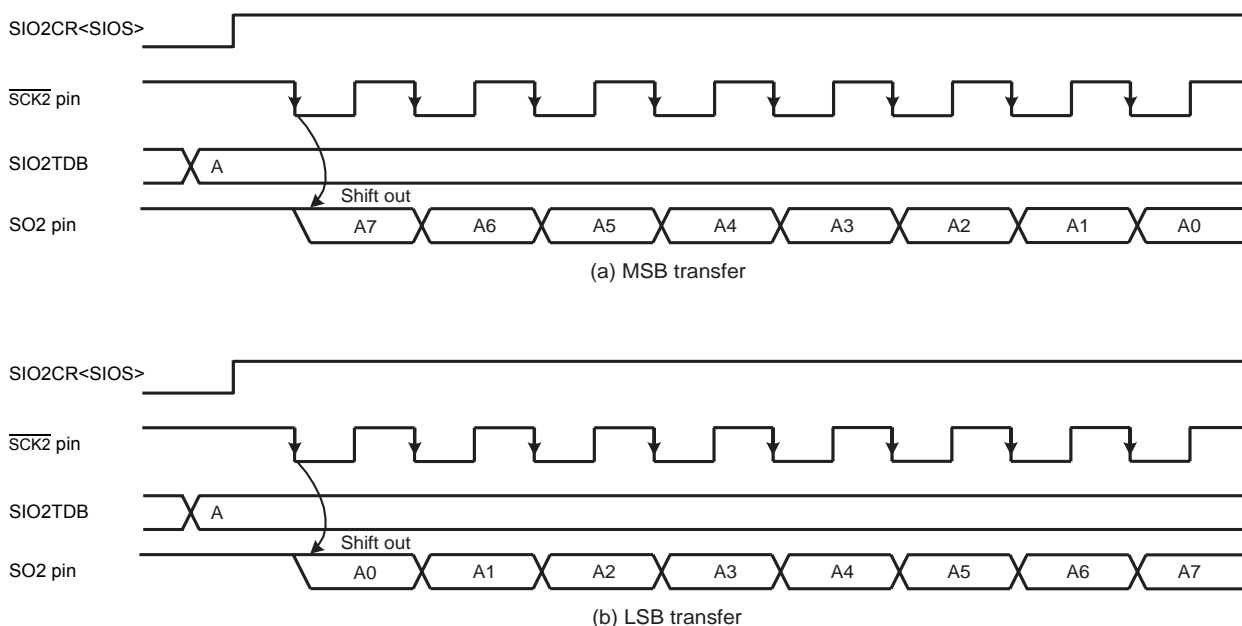 SIO2CR<SIOS>
SCK2 pin
SIO2TDB
A
Shift out
SO2 pin
A7 A6 A5 A4 A3 A2 A1 A0
(a) MSB transfer
SIO2CR<SIOS>
SCK2 pin
SIO2TDB
A
Shift out
SO2 pin
A0 A1 A2 A3 A4 A5 A6 A7
(b) LSB transfer